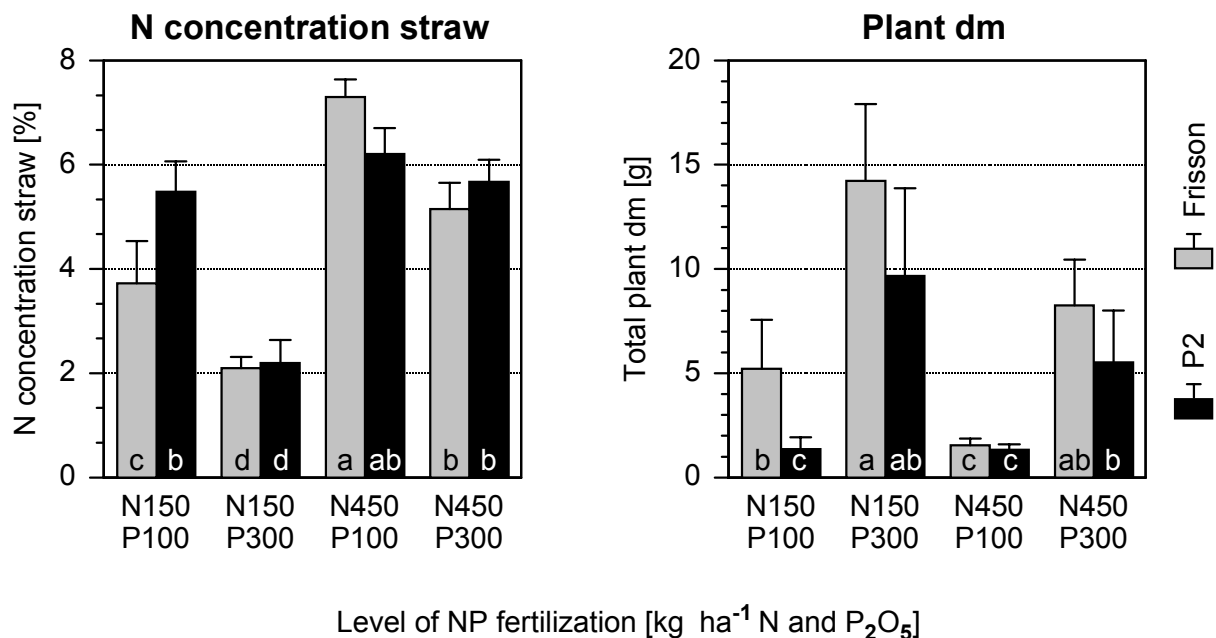 N concentration straw
N concentration straw [%]
8
6
4
2
0
c b d d a ab b b
N150 N150 N450 N450
P100 P300 P100 P300
Plant dm
Total plant dm [g]
20
15
10
5
0
b c a ab c c ab b
N150 N150 N450 N450
P100 P300 P100 P300
Frisson
P2
Level of NP fertilization [kg ha⁻¹ N and P₂O₅]